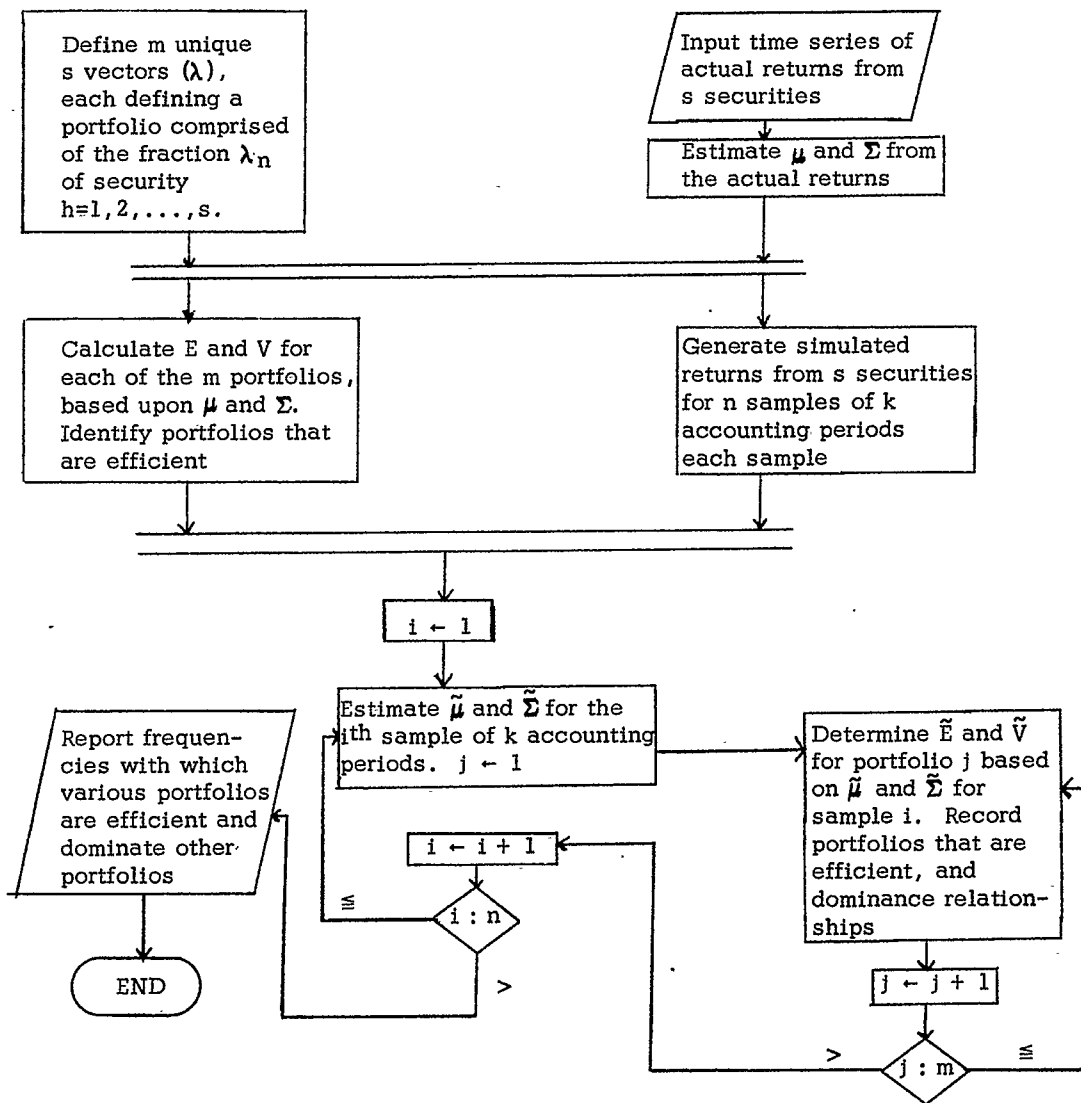 Define m unique
s vectors (λ),
each defining a
portfolio comprised
of the fraction λn
of security
h=1,2,...,s.
Input time series of
actual returns from
s securities
Estimate μ and Σ from
the actual returns
Calculate E and V for
each of the m portfolios,
based upon μ and Σ.
Identify portfolios that
are efficient
Generate simulated
returns from s securities
for n samples of k
accounting periods
each sample
i ← 1
Estimate μ̃ and Σ̃ for the
ith sample of k accounting
periods. j ← 1
Determine Ẽ and Ṽ
for portfolio j based
on μ̃ and Σ̃ for
sample i. Record
portfolios that are
efficient, and
dominance relation-
ships
Report frequen-
cies with which
various portfolios
are efficient and
dominate other
portfolios
i ← i + 1
≦
i : n
>
END
j ← j + 1
>
j : m
≦